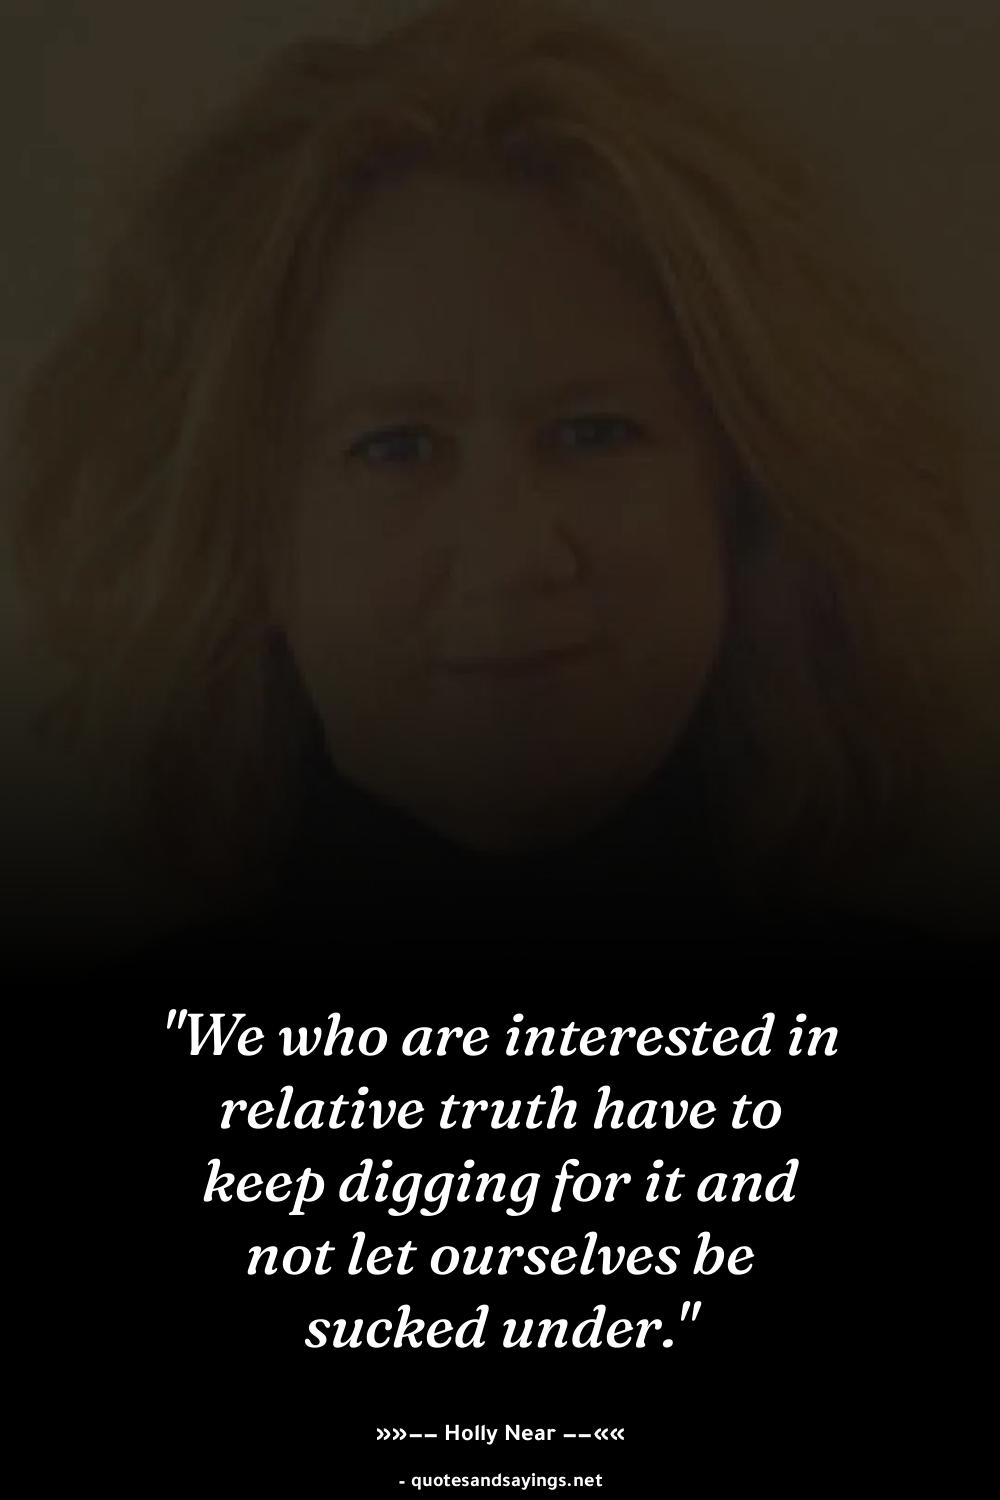 "We who are interested in
relative truth have to
keep digging for it and
not let ourselves be
sucked under."
»»−− Holly Near −−««
- quotesandsayings.net